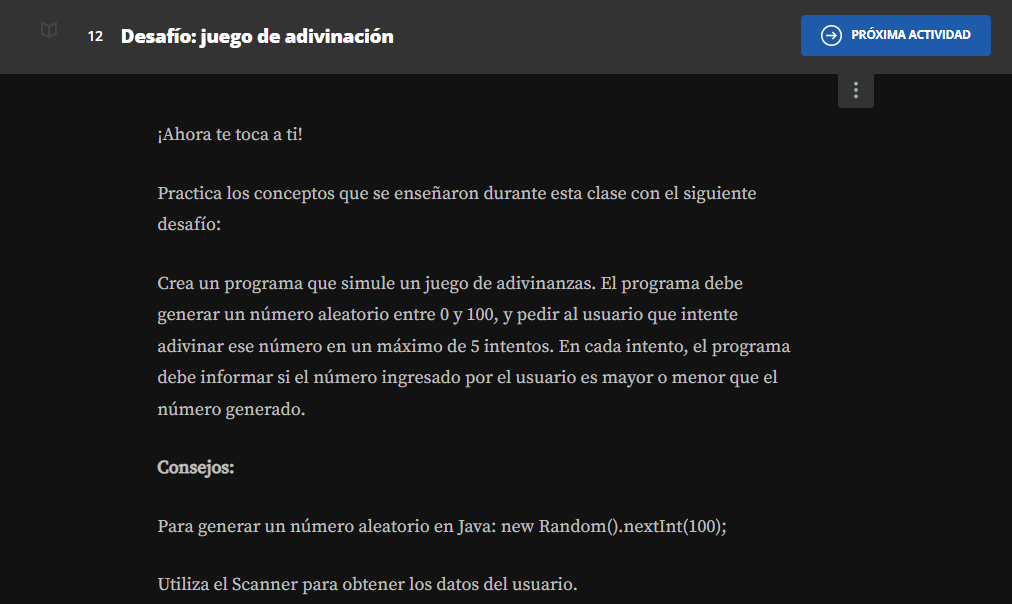 12 Desafío: juego de adivinación
PRÓXIMA ACTIVIDAD
¡Ahora te toca a ti!
Practica los conceptos que se enseñaron durante esta clase con el siguiente
desafío:
Crea un programa que simule un juego de adivinanzas. El programa debe
generar un número aleatorio entre 0 y 100, y pedir al usuario que intente
adivinar ese número en un máximo de 5 intentos. En cada intento, el programa
debe informar si el número ingresado por el usuario es mayor o menor que el
número generado.
Consejos:
Para generar un número aleatorio en Java: new Random().nextInt(100);
Utiliza el Scanner para obtener los datos del usuario.